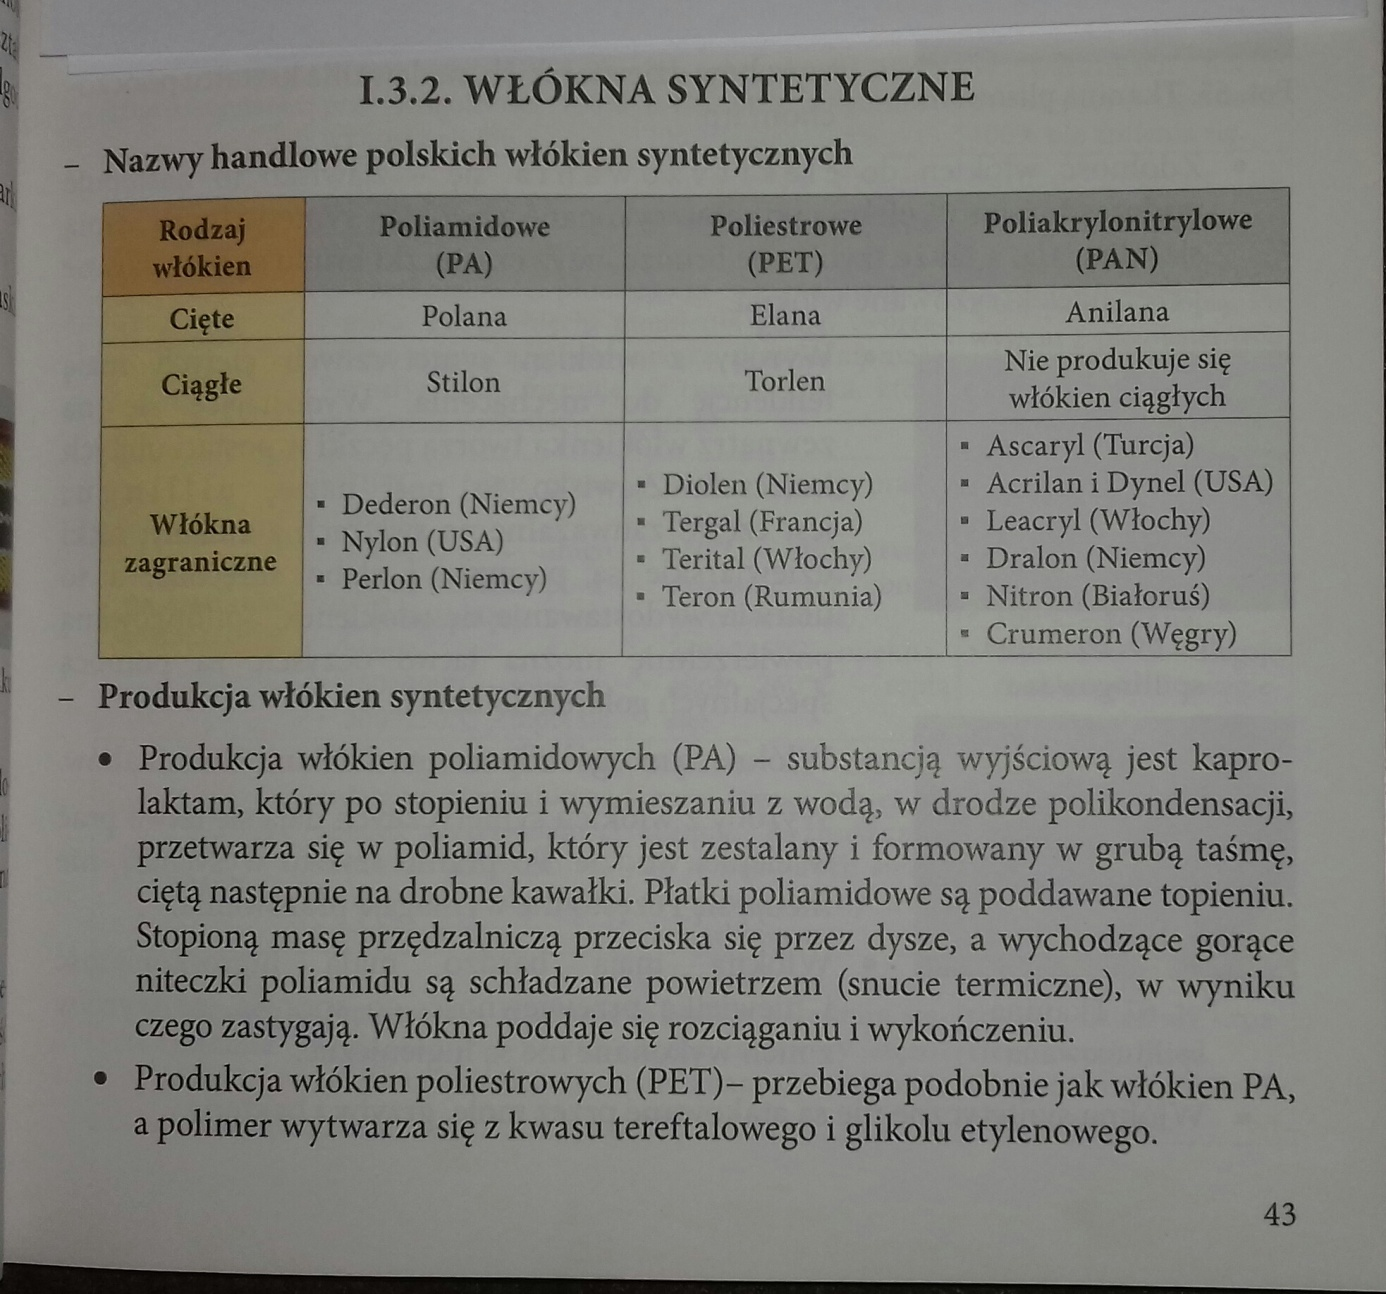 I.3.2. WŁÓKNA SYNTETYCZNE
– Nazwy handlowe polskich włókien syntetycznych
Rodzaj włókien
Poliamidowe (PA)
Poliestrowe (PET)
Poliakrylonitrylowe (PAN)
Cięte
Polana
Elana
Anilana
Ciągłe
Stilon
Torlen
Nie produkuje się
włókien ciągłych
Włókna
zagraniczne
▪ Dederon (Niemcy)
▪ Nylon (USA)
▪ Perlon (Niemcy)
▪ Diolen (Niemcy)
▪ Tergal (Francja)
▪ Terital (Włochy)
▪ Teron (Rumunia)
▪ Ascaryl (Turcja)
▪ Acrilan i Dynel (USA)
▪ Leacryl (Włochy)
▪ Dralon (Niemcy)
▪ Nitron (Białoruś)
▪ Crumeron (Węgry)
– Produkcja włókien syntetycznych
• Produkcja włókien poliamidowych (PA) – substancją wyjściową jest kapro-
laktam, który po stopieniu i wymieszaniu z wodą, w drodze polikondensacji,
przetwarza się w poliamid, który jest zestalany i formowany w grubą taśmę,
ciętą następnie na drobne kawałki. Płatki poliamidowe są poddawane topieniu.
Stopioną masę przędzalniczą przeciska się przez dysze, a wychodzące gorące
niteczki poliamidu są schładzane powietrzem (snucie termiczne), w wyniku
czego zastygają. Włókna poddaje się rozciąganiu i wykończeniu.
• Produkcja włókien poliestrowych (PET)– przebiega podobnie jak włókien PA,
a polimer wytwarza się z kwasu tereftalowego i glikolu etylenowego.
43